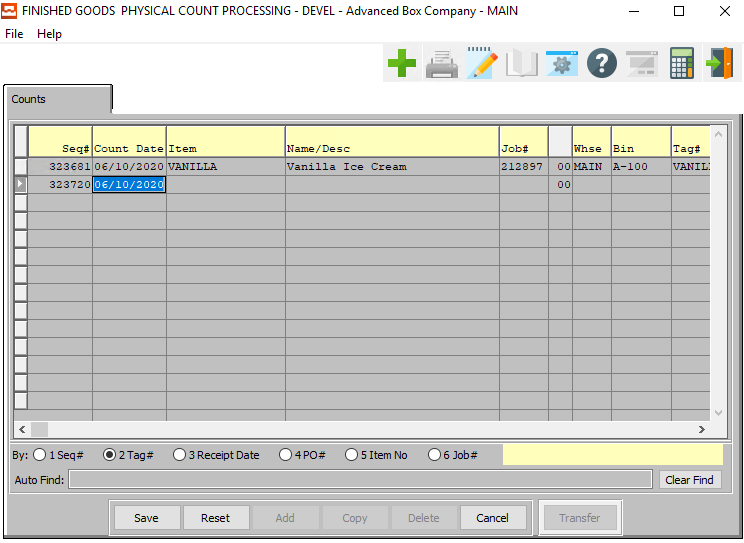 FINISHED GOODS  PHYSICAL COUNT PROCESSING - DEVEL - Advanced Box Company - MAIN
File Help
Counts
Seq# Count Date Item Name/Desc Job# Whse Bin Tag#
323681 06/10/2020 VANILLA Vanilla Ice Cream 212897 00 MAIN A-100 VANIL
323720 06/10/2020 00
By: 1 Seq# 2 Tag# 3 Receipt Date 4 PO# 5 Item No 6 Job#
Auto Find: Clear Find
Save Reset Add Copy Delete Cancel Transfer